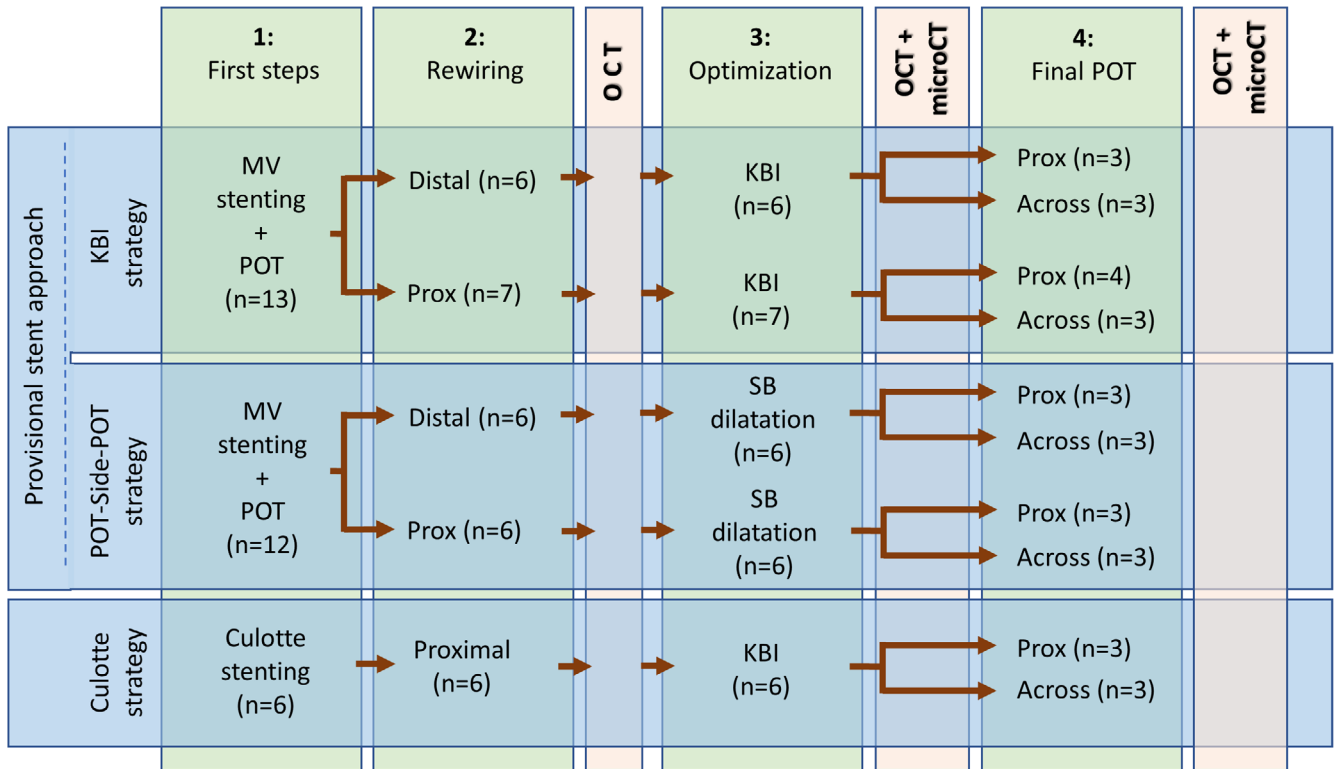 1:
First steps
2:
Rewiring
O C T
3:
Optimization
OCT +
microCT
4:
Final POT
OCT +
microCT
Provisional stent approach
KBI
strategy
MV
stenting
+
POT
(n=13)
Distal (n=6)
Prox (n=7)
KBI
(n=6)
KBI
(n=7)
Prox (n=3)
Across (n=3)
Prox (n=4)
Across (n=3)
POT-Side-POT
strategy
MV
stenting
+
POT
(n=12)
Distal (n=6)
Prox (n=6)
SB
dilatation
(n=6)
SB
dilatation
(n=6)
Prox (n=3)
Across (n=3)
Prox (n=3)
Across (n=3)
Culotte
strategy
Culotte
stenting
(n=6)
Proximal
(n=6)
KBI
(n=6)
Prox (n=3)
Across (n=3)